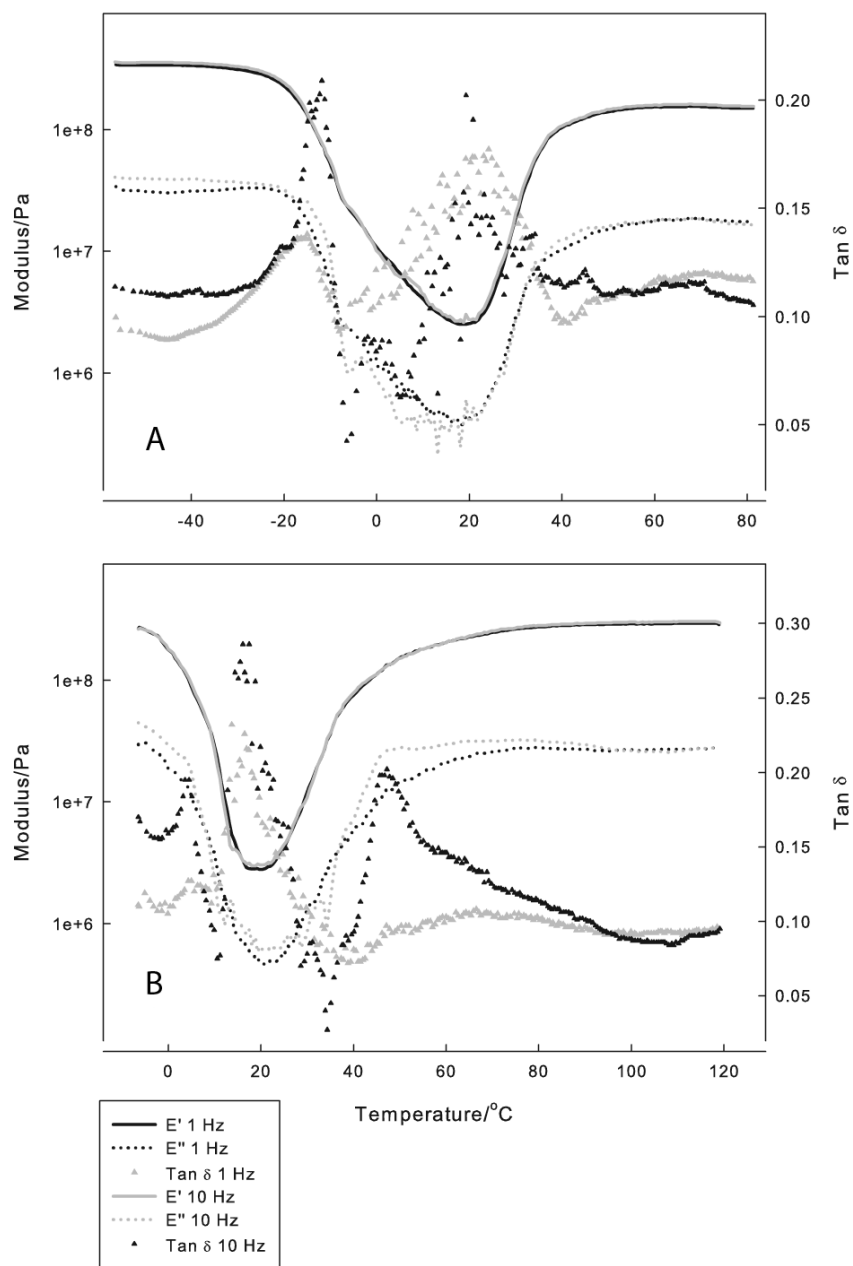 1e+8
1e+7
1e+6
Modulus/Pa
0.20
0.15
0.10
0.05
Tan δ
A
-40 -20 0 20 40 60 80
1e+8
1e+7
1e+6
Modulus/Pa
0.30
0.25
0.20
0.15
0.10
0.05
Tan δ
B
0 20 40 60 80 100 120
Temperature/°C
E' 1 Hz
E" 1 Hz
Tan δ 1 Hz
E' 10 Hz
E" 10 Hz
Tan δ 10 Hz